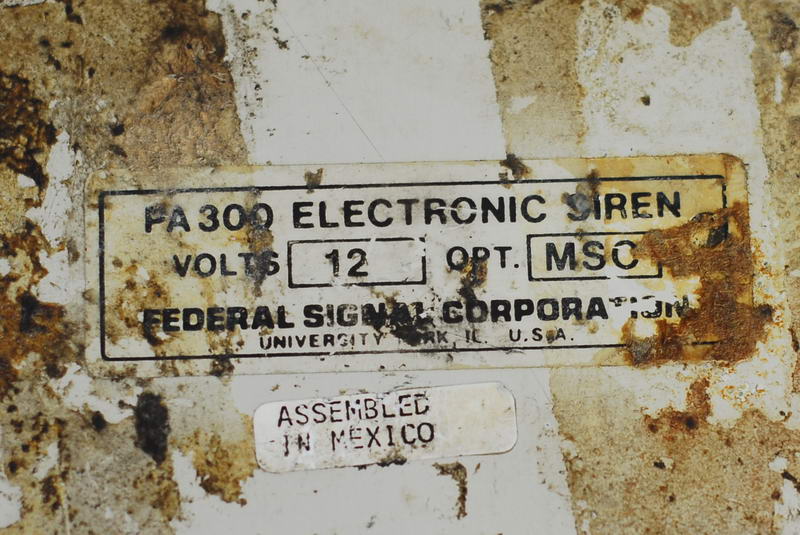 PA300 ELECTRONIC SIREN
VOLTS 12 OPT. MSC
FEDERAL SIGNAL CORPORATION
UNIVERSITY PARK, IL. U.S.A.
ASSEMBLED
IN MEXICO